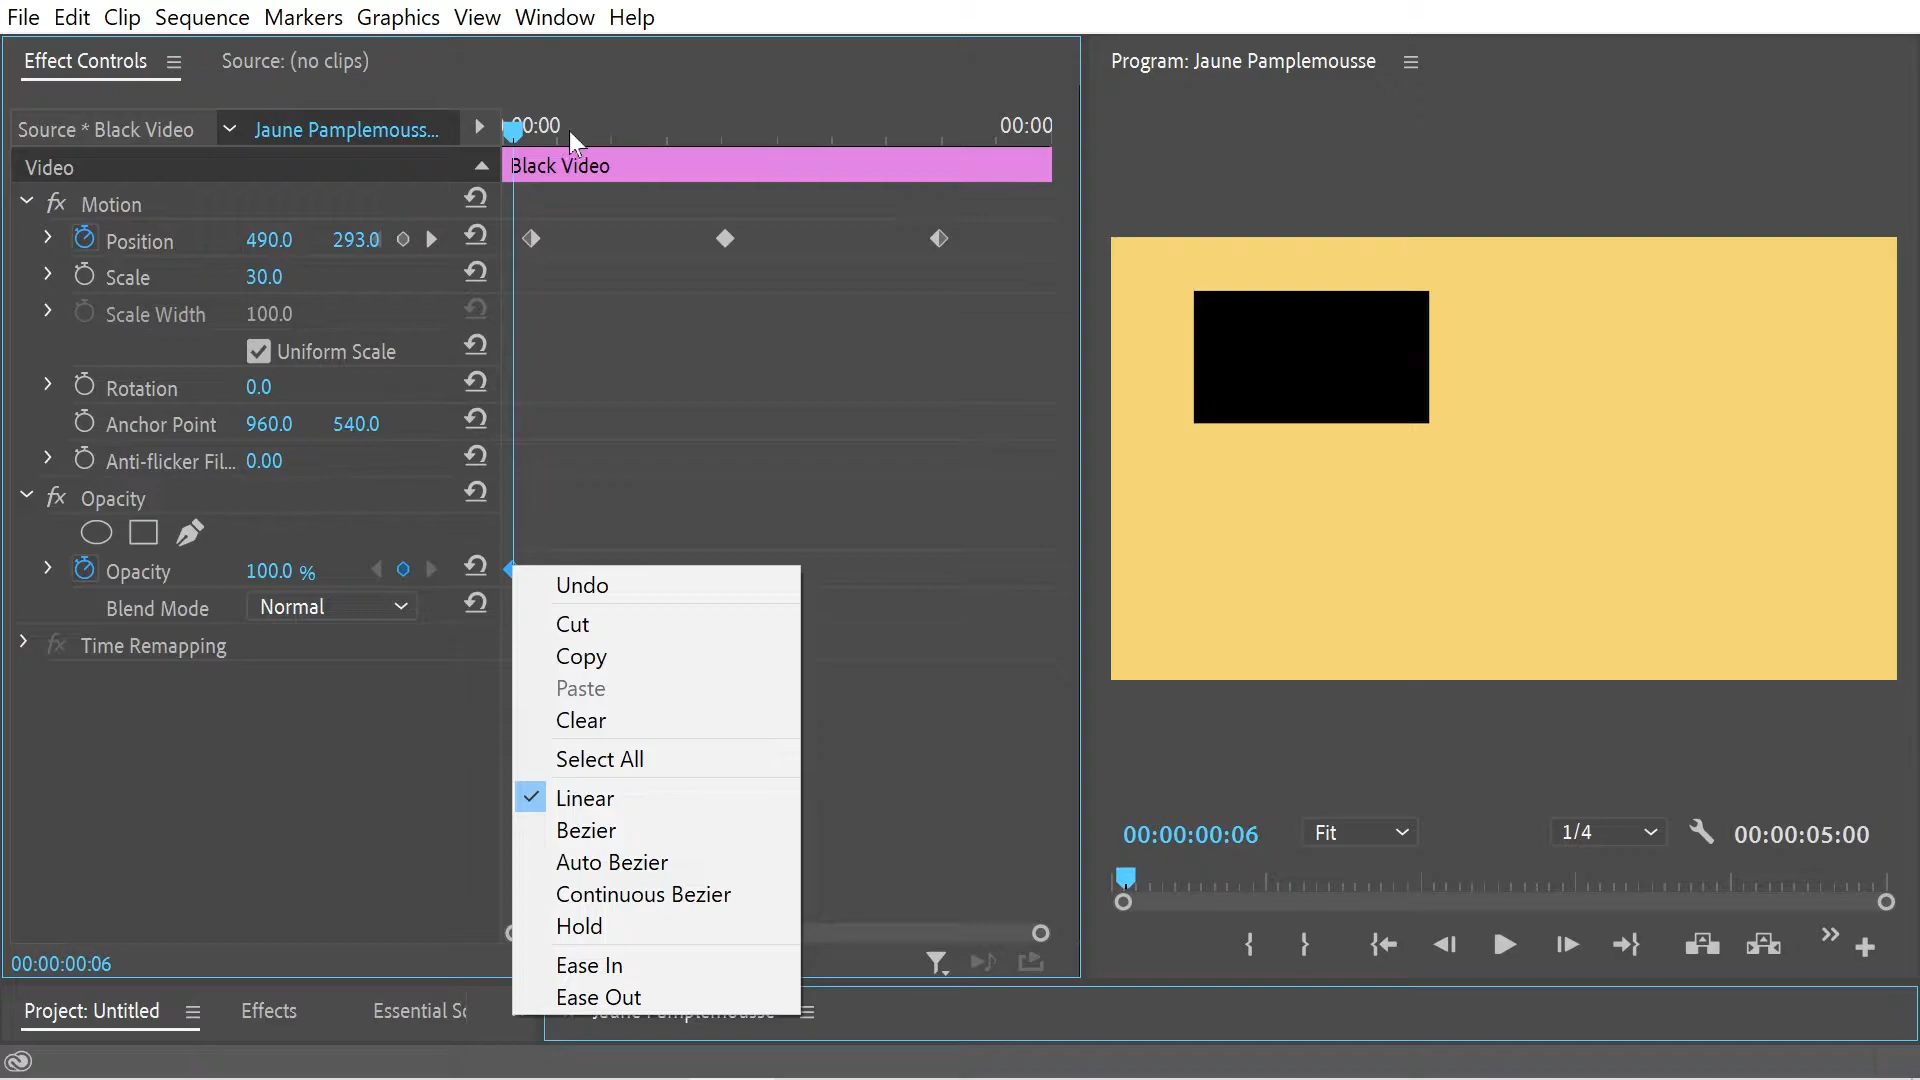 File Edit Clip Sequence Markers Graphics View Window Help
Effect Controls Source: (no clips)
Program: Jaune Pamplemousse
Source * Black Video Jaune Pamplemouss...
00:00 00:00
Video
Black Video
Motion
Position 490.0 293.0
Scale 30.0
Scale Width 100.0
Uniform Scale
Rotation 0.0
Anchor Point 960.0 540.0
Anti-flicker Fil... 0.00
Opacity
Opacity 100.0 %
Blend Mode Normal
Time Remapping
Undo
Cut
Copy
Paste
Clear
Select All
Linear
Bezier
Auto Bezier
Continuous Bezier
Hold
Ease In
Ease Out
00:00:00:06 Fit 1/4 00:00:05:00
00:00:00:06
Project: Untitled Effects Essential So
Jaune Pamplemousse